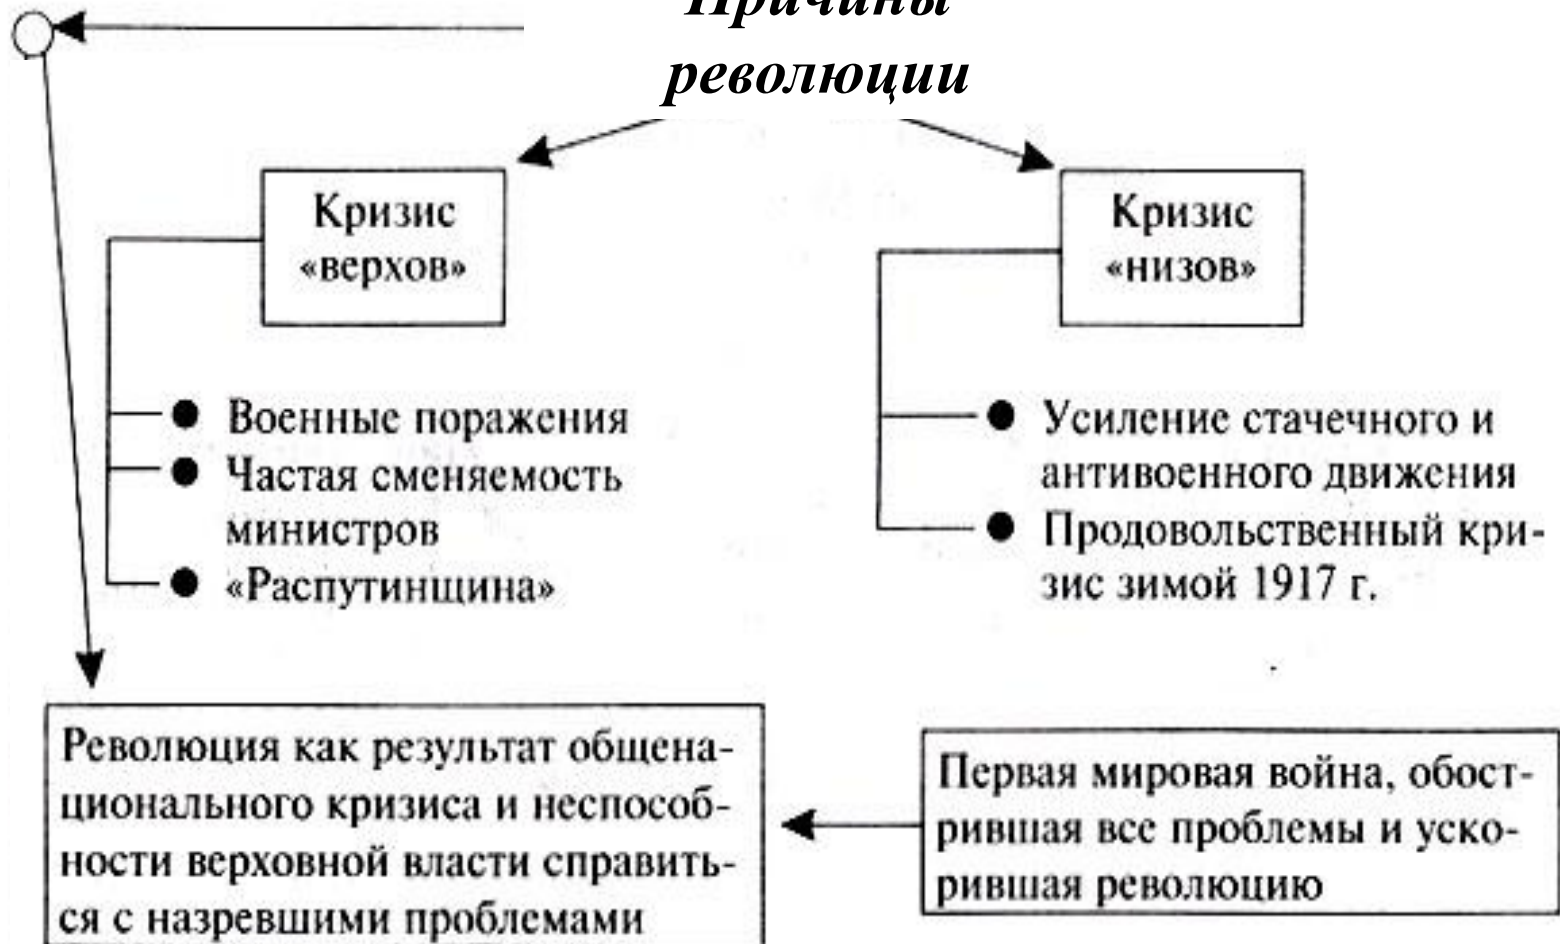 Причины
революции
Кризис
«верхов»
Военные поражения
Частая сменяемость
министров
«Распутинщина»
Кризис
«низов»
Усиление стачечного и
антивоенного движения
Продовольственный кри-
зис зимой 1917 г.
Революция как результат общена-
ционального кризиса и неспособ-
ности верховной власти справить-
ся с назревшими проблемами
Первая мировая война, обост-
рившая все проблемы и уско-
рившая революцию